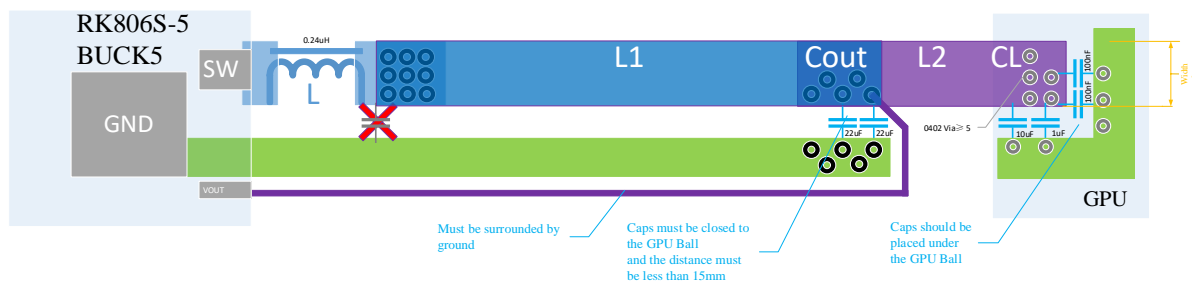 RK806S-5
BUCK5
SW
GND
VOUT
0.24uH
L
L1
Cout
L2
CL
22uF
22uF
0402 Via≥ 5
10uF
1uF
100nF
100nF
Width
GPU
Must be surrounded by
ground
Caps must be closed to
the GPU Ball
and the distance must
be less than 15mm
Caps should be
placed under
the GPU Ball